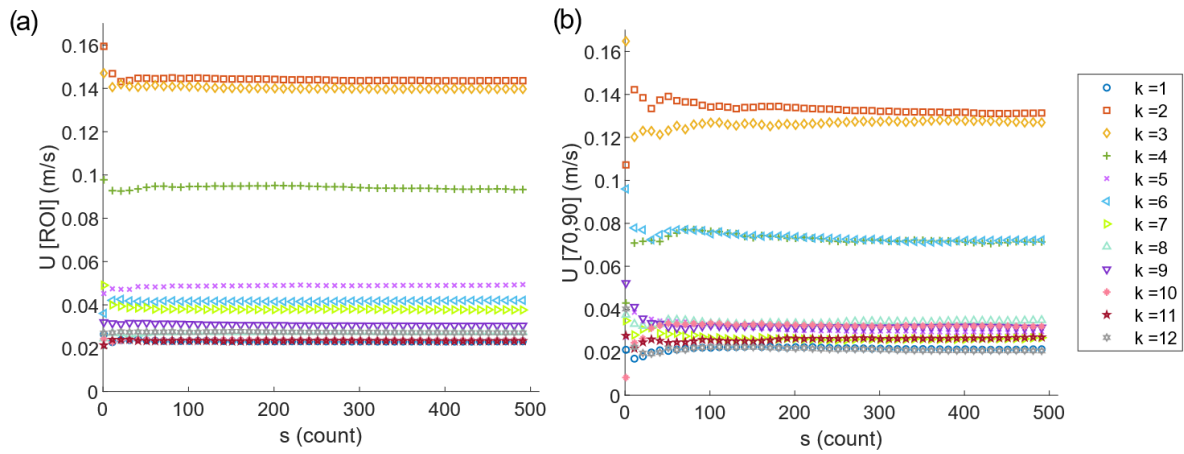 (a)
0.16
0.14
0.12
0.1
0.08
0.06
0.04
0.02
0
U [ROI] (m/s)
0 100 200 300 400 500
s (count)
(b)
0.16
0.14
0.12
0.1
0.08
0.06
0.04
0.02
0
U [70,90] (m/s)
0 100 200 300 400 500
s (count)
k =1
k =2
k =3
k =4
k =5
k =6
k =7
k =8
k =9
k =10
k =11
k =12